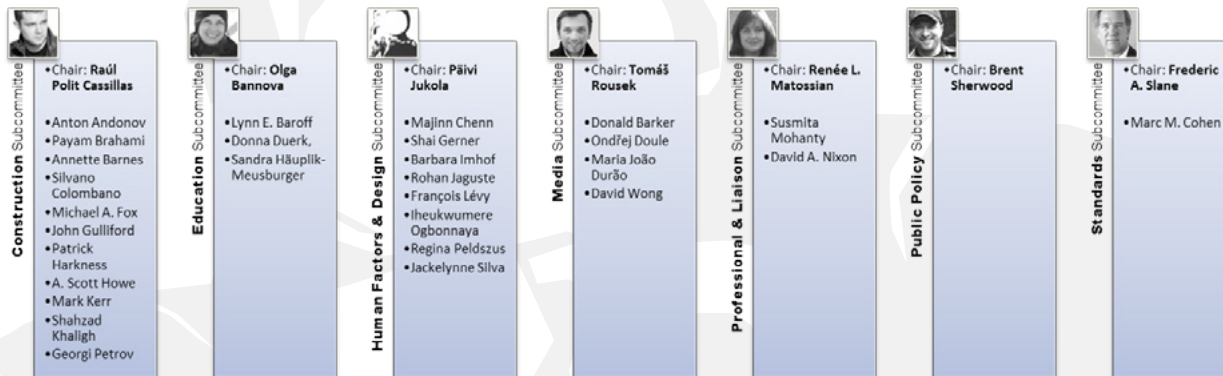 Construction Subcommittee
•Chair: Raúl
Polit Cassillas
•Anton Andonov
•Payam Brahami
•Annette Barnes
•Silvano
Colombano
•Michael A. Fox
•John Gulliford
•Patrick
Harkness
•A. Scott Howe
•Mark Kerr
•Shahzad
Khaligh
•Georgi Petrov
Education Subcommittee
•Chair: Olga
Bannova
•Lynn E. Baroff
•Donna Duerk,
•Sandra Häuplik-
Meusburger
Human Factors & Design Subcommittee
•Chair: Päivi
Jukola
•Majinn Chenn
•Shai Gerner
•Barbara Imhof
•Rohan Jaguste
•François Lévy
•Iheukwumere
Ogbonnaya
•Regina Peldszus
•Jackelynne Silva
Media Subcommittee
•Chair: Tomáš
Rousek
•Donald Barker
•Ondřej Doule
•Maria João
Durão
•David Wong
Professional & Liaison Subcommittee
•Chair: Renée L.
Matossian
•Susmita
Mohanty
•David A. Nixon
Public Policy Subcommittee
•Chair: Brent
Sherwood
Standards Subcommittee
•Chair: Frederic
A. Slane
•Marc M. Cohen